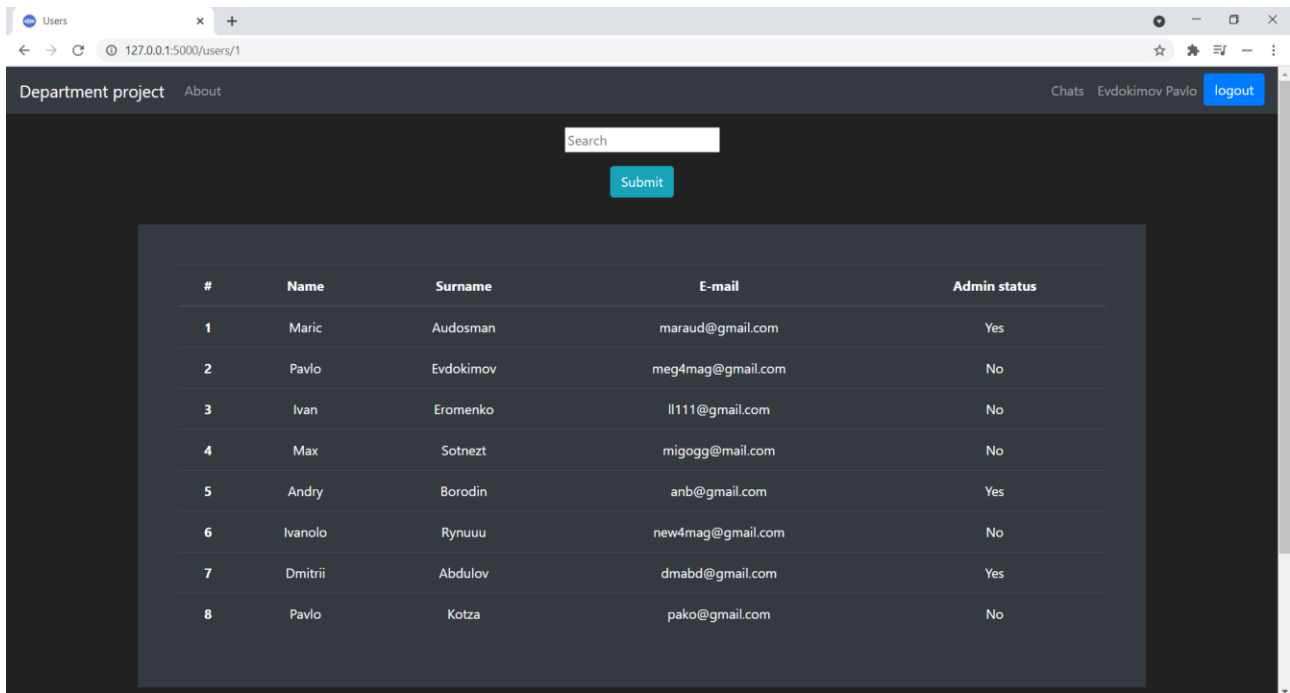 Users
127.0.0.1:5000/users/1
Department project About Chats Evdokimov Pavlo logout
Search
Submit
# Name Surname E-mail Admin status
1 Maric Audosman maraud@gmail.com Yes
2 Pavlo Evdokimov meg4mag@gmail.com No
3 Ivan Eromenko ll111@gmail.com No
4 Max Sotnezt migogg@mail.com No
5 Andry Borodin anb@gmail.com Yes
6 Ivanolo Rynuuu new4mag@gmail.com No
7 Dmitrii Abdulov dmabd@gmail.com Yes
8 Pavlo Kotza pako@gmail.com No